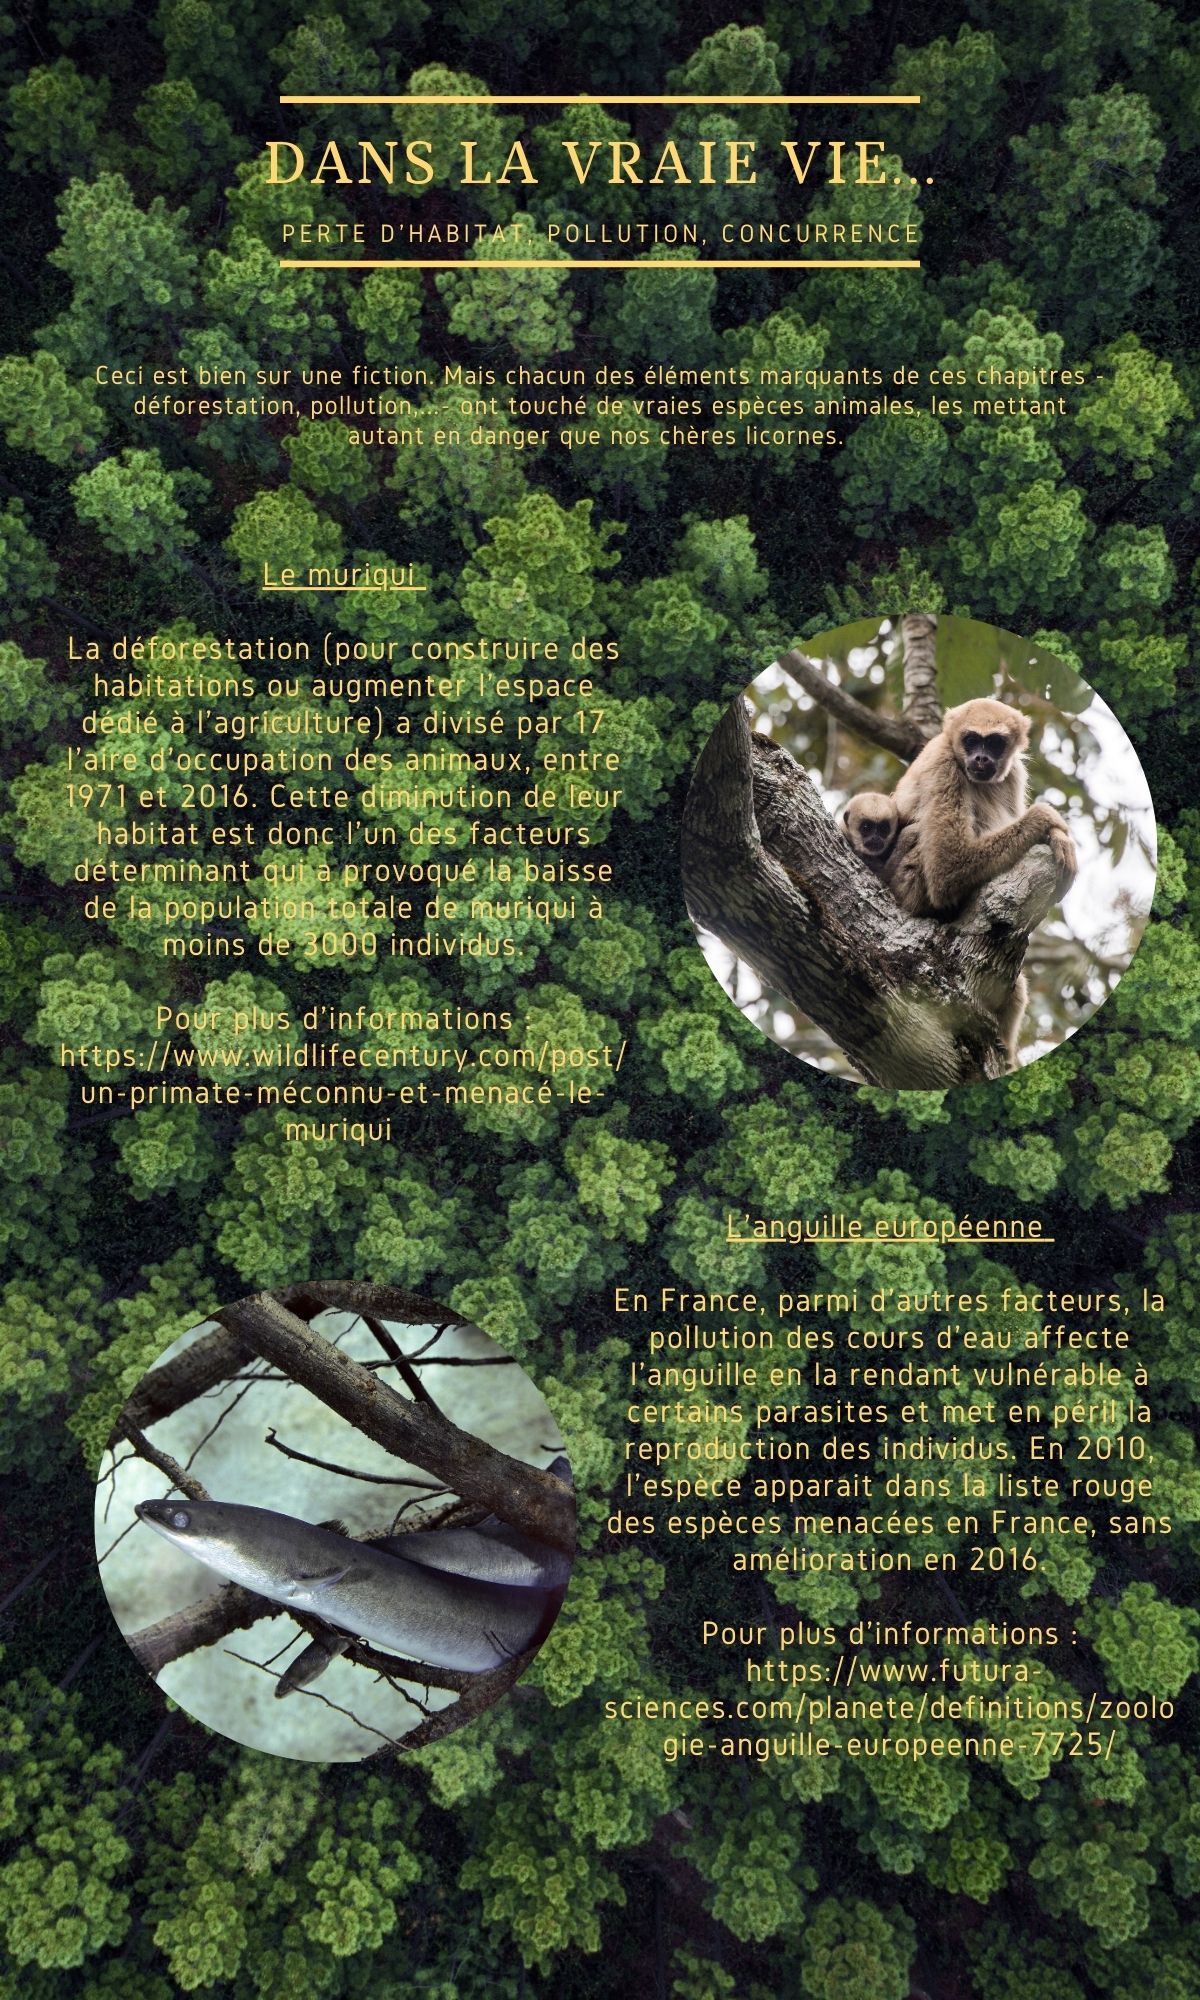 DANS LA VRAIE VIE...
PERTE D'HABITAT, POLLUTION, CONCURRENCE
Ceci est bien sur une fiction. Mais chacun des éléments marquants de ces chapitres -
déforestation, pollution,...- ont touché de vraies espèces animales, les mettant
autant en danger que nos chères licornes.
Le muriqui
La déforestation (pour construire des
habitations ou augmenter l'espace
dédié à l'agriculture) a divisé par 17
l'aire d'occupation des animaux, entre
1971 et 2016. Cette diminution de leur
habitat est donc l'un des facteurs
déterminant qui a provoqué la baisse
de la population totale de muriqui à
moins de 3000 individus.
Pour plus d'informations :
https://www.wildlifecentury.com/post/
un-primate-méconnu-et-menacé-le-
muriqui
L'anguille européenne
En France, parmi d'autres facteurs, la
pollution des cours d'eau affecte
l'anguille en la rendant vulnérable à
certains parasites et met en péril la
reproduction des individus. En 2010,
l'espèce apparait dans la liste rouge
des espèces menacées en France, sans
amélioration en 2016.
Pour plus d'informations :
https://www.futura-
sciences.com/planete/definitions/zoolo
gie-anguille-europeenne-7725/